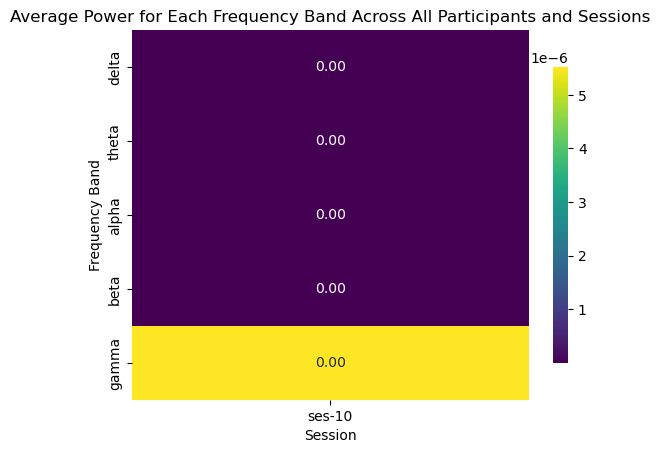 Average Power for Each Frequency Band Across All Participants and Sessions
Frequency Band
delta
theta
alpha
beta
gamma
0.00
0.00
0.00
0.00
0.00
ses-10
Session
1e−6
5
4
3
2
1